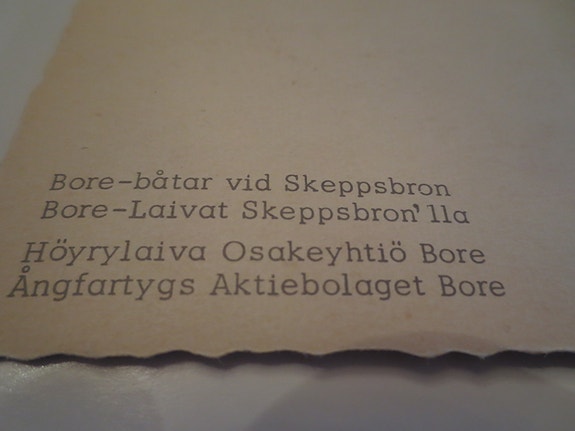 Bore-båtar vid Skeppsbron
Bore-Laivat Skeppsbron'lla
Höyrylaiva Osakeyhtiö Bore
Ångfartygs Aktiebolaget Bore